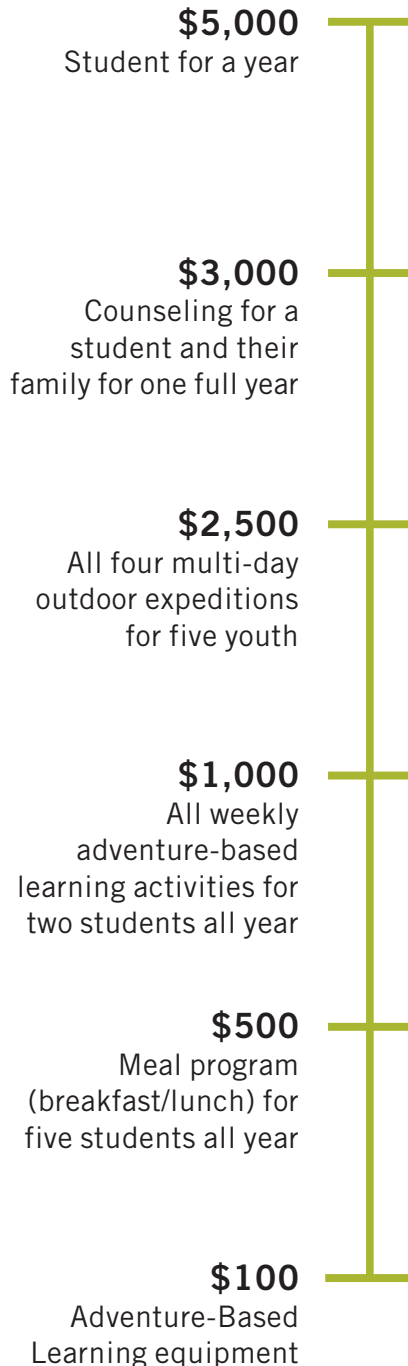 $5,000
Student for a year
$3,000
Counseling for a
student and their
family for one full year
$2,500
All four multi-day
outdoor expeditions
for five youth
$1,000
All weekly
adventure-based
learning activities for
two students all year
$500
Meal program
(breakfast/lunch) for
five students all year
$100
Adventure-Based
Learning equipment